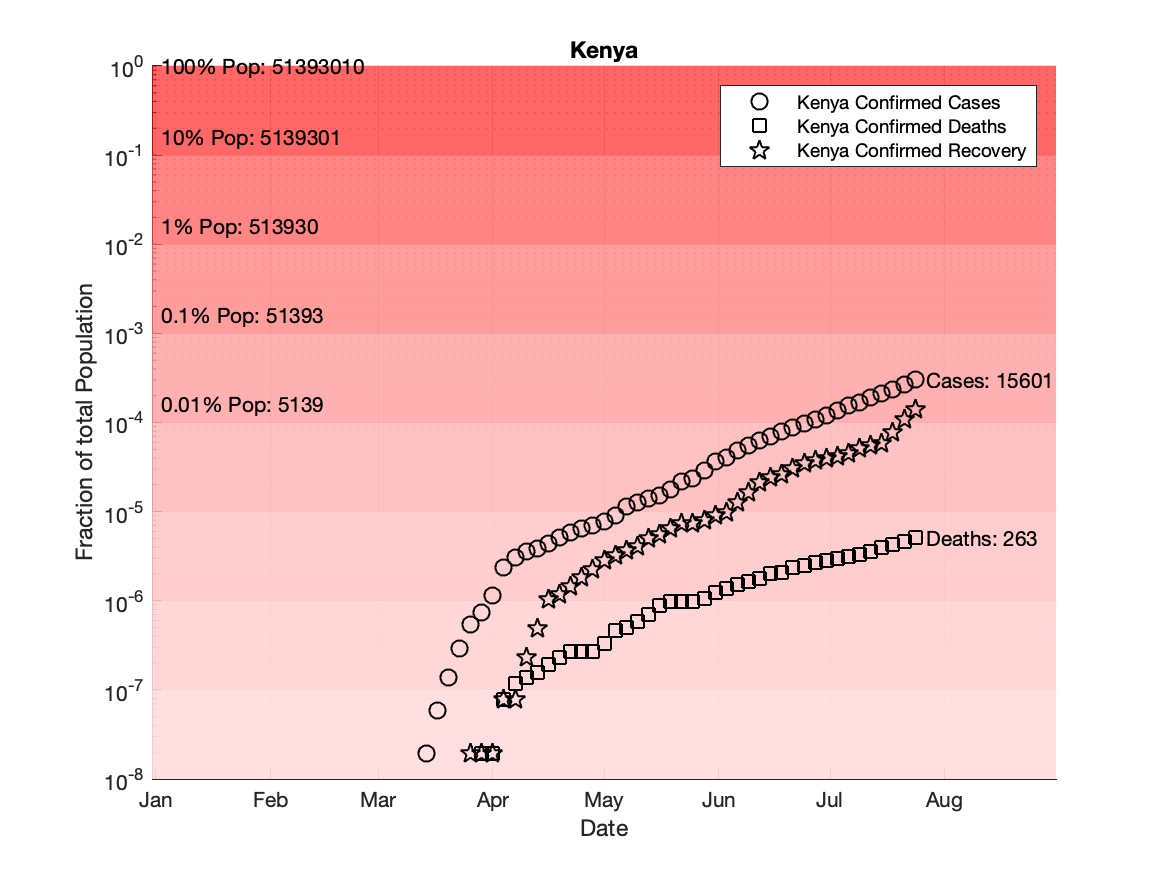 Kenya
10^0
100% Pop: 51393010
Kenya Confirmed Cases
Kenya Confirmed Deaths
Kenya Confirmed Recovery
10% Pop: 5139301
10^-1
1% Pop: 513930
10^-2
0.1% Pop: 51393
10^-3
Cases: 15601
0.01% Pop: 5139
10^-4
10^-5
Deaths: 263
10^-6
10^-7
10^-8
Fraction of total Population
Jan Feb Mar Apr May Jun Jul Aug
Date